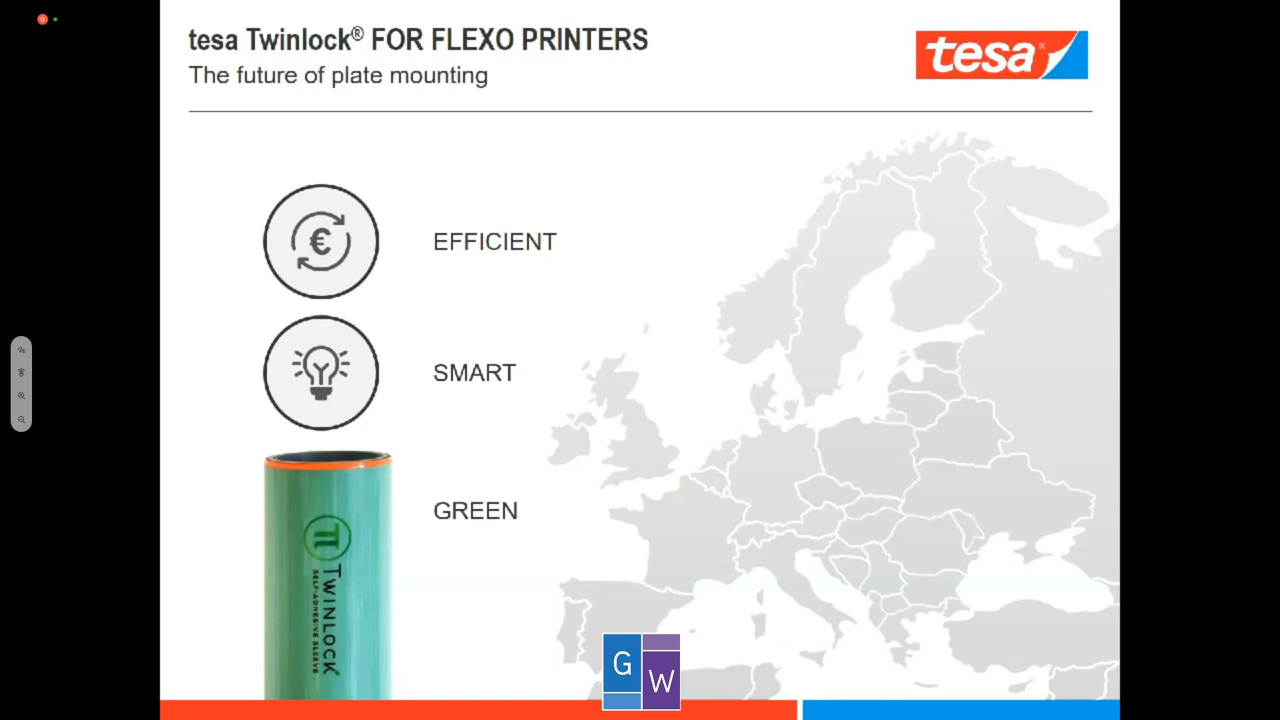 tesa Twinlock® FOR FLEXO PRINTERS
The future of plate mounting
tesa
€
EFFICIENT
SMART
GREEN
TWINLOCK
SELF-ADHESIVE SLEEVE
G
W